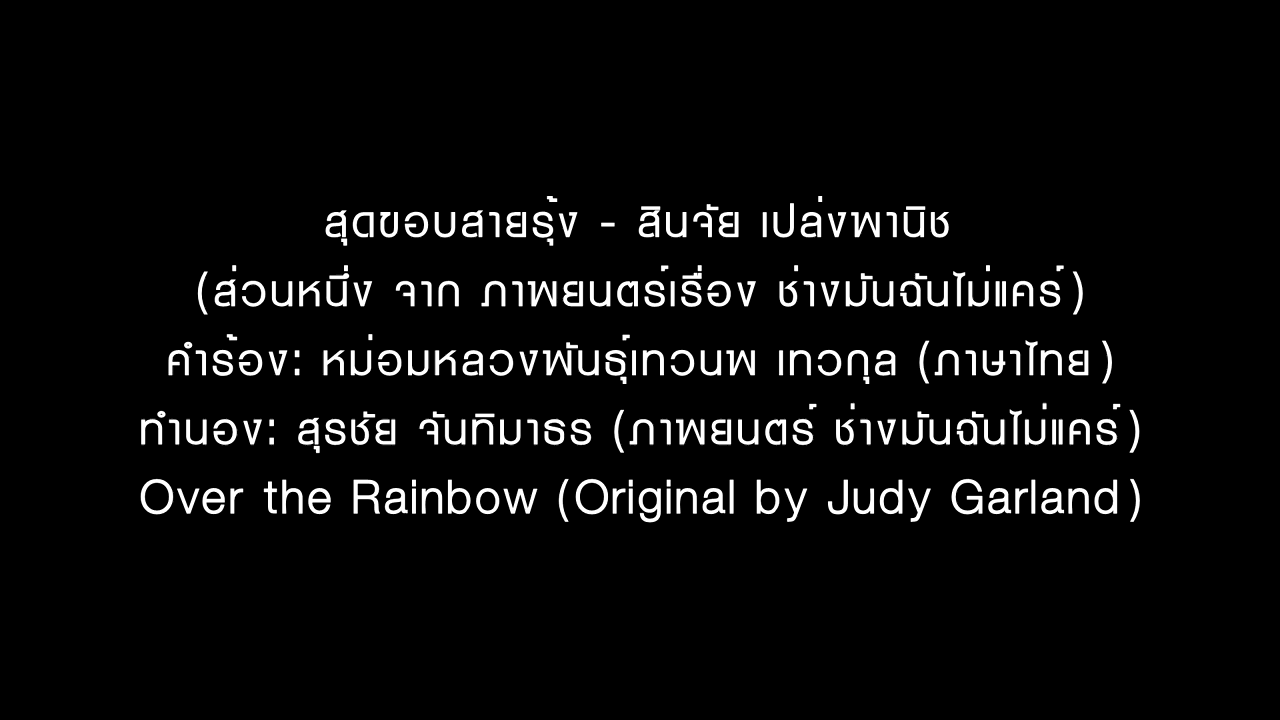 สุดขอบสายรุ้ง - สินจัย เปล่งพานิช
(ส่วนหนึ่ง จาก ภาพยนตร์เรื่อง ช่างมันฉันไม่แคร์)
คำร้อง: หม่อมหลวงพันธุ์เทวนพ เทวกุล (ภาษาไทย)
ทำนอง: สุรชัย จันทิมาธร (ภาพยนตร์ ช่างมันฉันไม่แคร์)
Over the Rainbow (Original by Judy Garland)